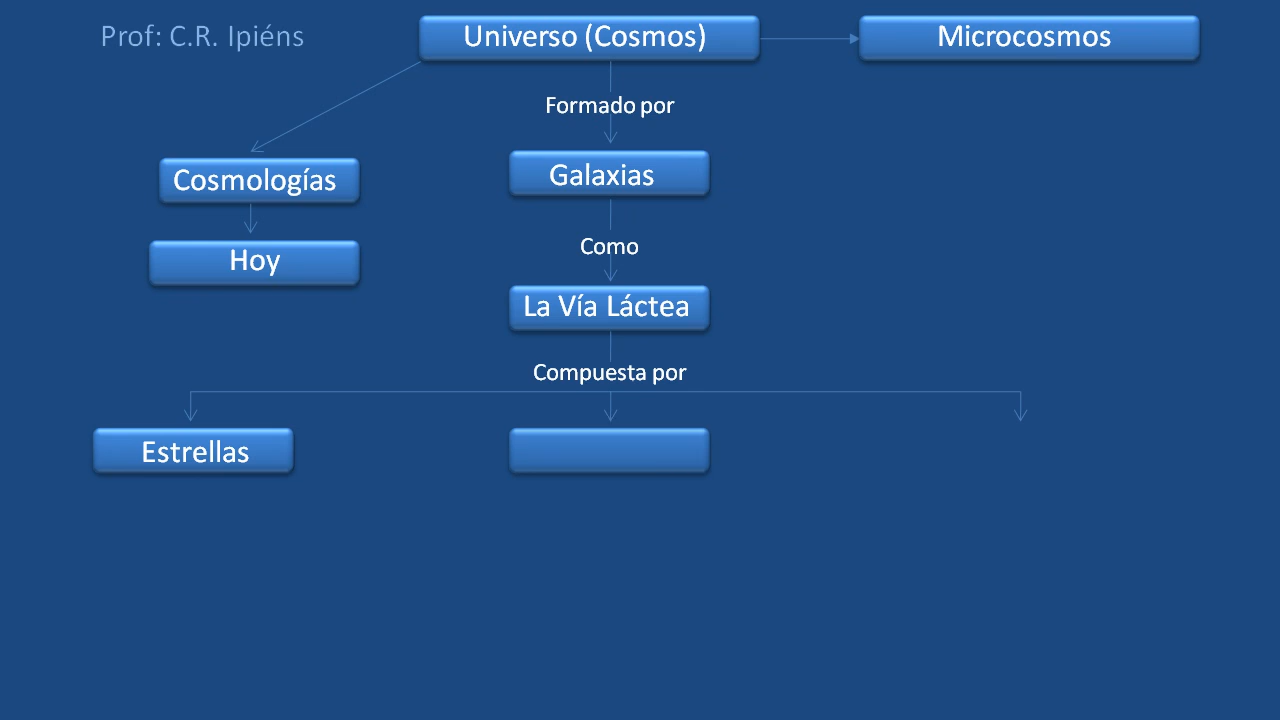 Prof: C.R. Ipiéns
Universo (Cosmos)
Microcosmos
Formado por
Cosmologías
Galaxias
Hoy
Como
La Vía Láctea
Compuesta por
Estrellas